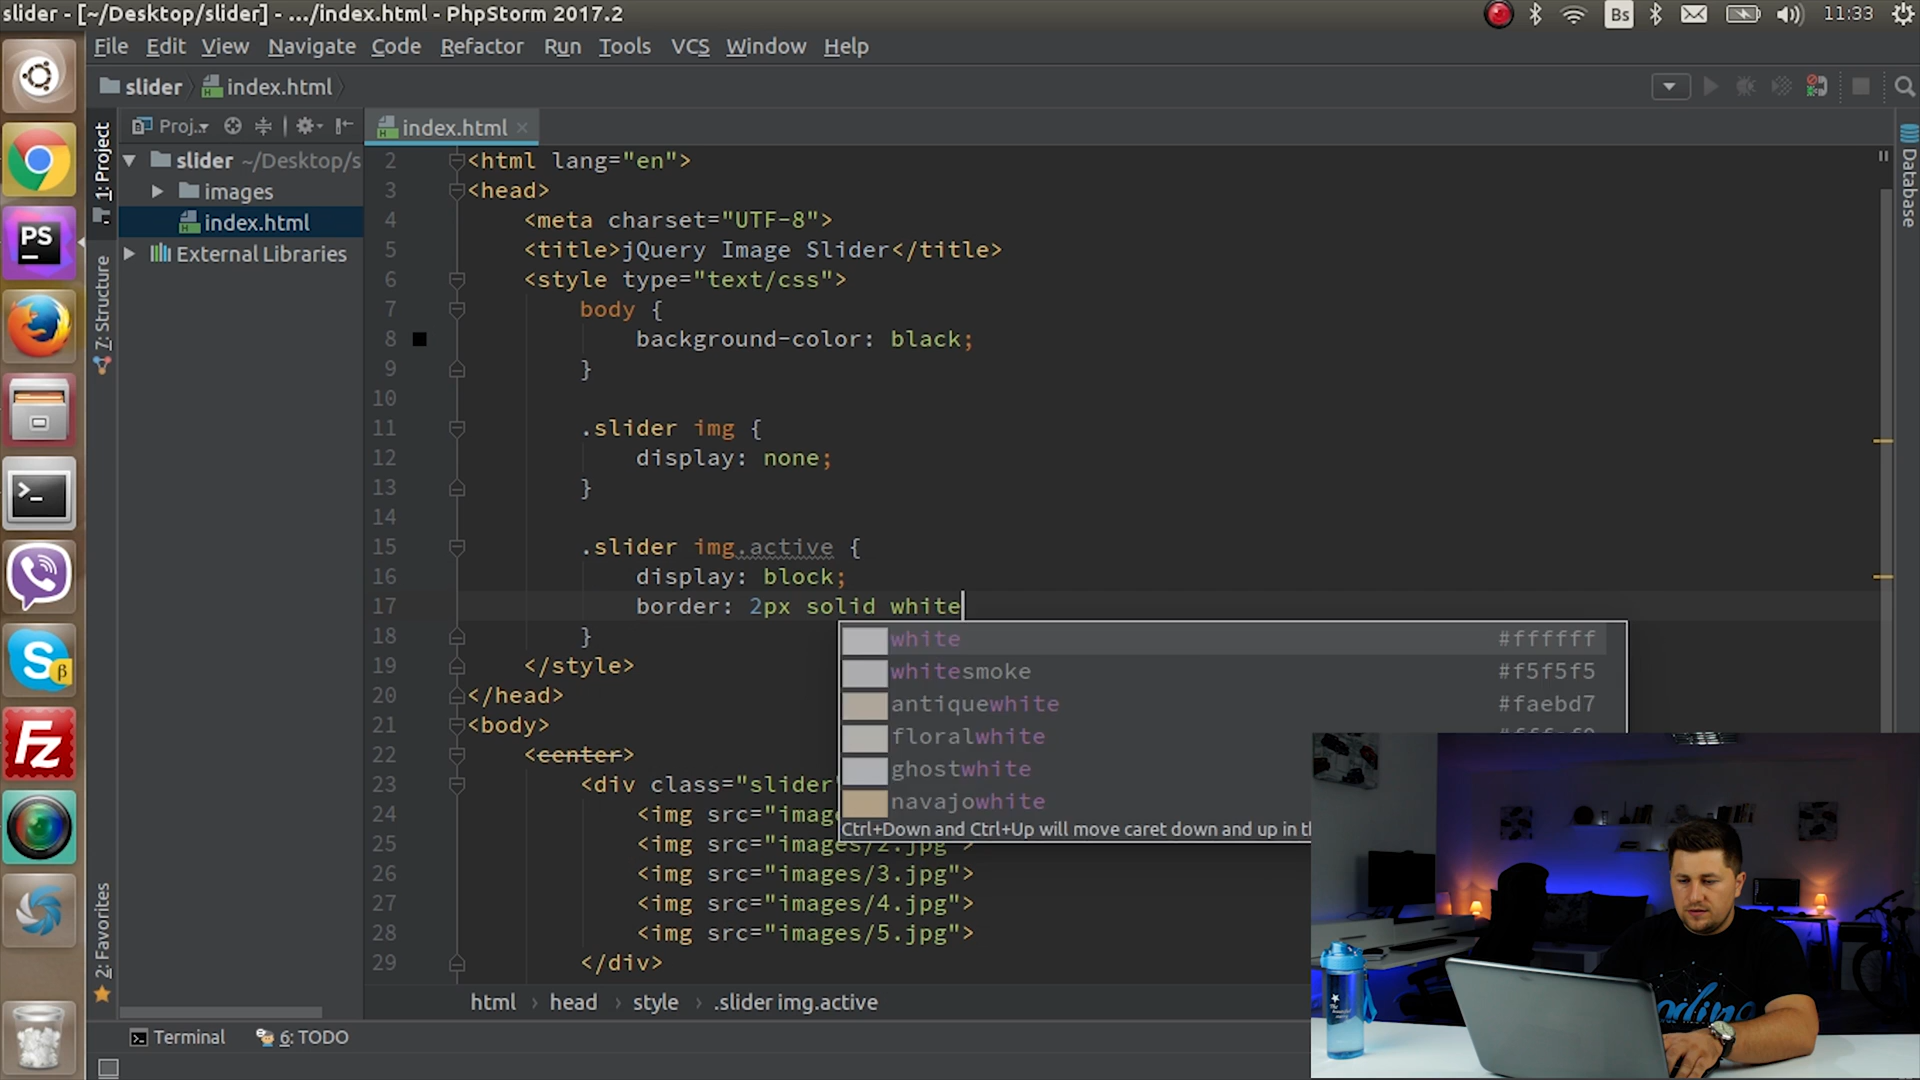 slider - [~/Desktop/slider] - .../index.html - PhpStorm 2017.2
Bs
11:33
File Edit View Navigate Code Refactor Run Tools VCS Window Help
slider index.html
1: Project
Proj..
index.html
slider ~/Desktop/s
images
index.html
External Libraries
7: Structure
2: Favorites
Database
PS
2 <html lang="en">
3 <head>
4 <meta charset="UTF-8">
5 <title>jQuery Image Slider</title>
6 <style type="text/css">
7 body {
8 background-color: black;
9 }
10
11 .slider img {
12 display: none;
13 }
14
15 .slider img.active {
16 display: block;
17 border: 2px solid white
18 }
19 </style>
20 </head>
21 <body>
22 <center>
23 <div class="slider"
24 <img src="imag
25 <img src="images/2.jpg">
26 <img src="images/3.jpg">
27 <img src="images/4.jpg">
28 <img src="images/5.jpg">
29 </div>
white #ffffff
whitesmoke #f5f5f5
antiquewhite #faebd7
floralwhite
ghostwhite
navajowhite
Ctrl+Down and Ctrl+Up will move caret down and up in th
html › head › style › .slider img.active
Terminal 6: TODO
S β
Fz
coding